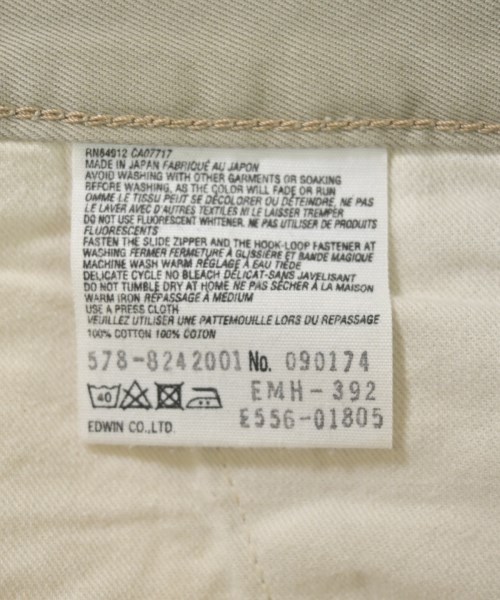 RN84912 CA07717
MADE IN JAPAN FABRIQUÉ AU JAPON
AVOID WASHING WITH OTHER GARMENTS OR SOAKING
BEFORE WASHING, AS THE COLOR WILL FADE OR RUN
OMME LE TISSU PEUT SE DÉCOLORER OU DÉTEINDRE, NE PAS
LE LAVER AVEC D'AUTRES TEXTILES NI LE LAISSER TREMPER
DO NOT USE FLUORESCENT WHITENER. NE PAS UTILISER DE PRODUITS
FLUORESCENTS
FASTEN THE SLIDE ZIPPER AND THE HOOK-LOOP FASTENER AT
WASHING FERMER FERMETURE À GLISSIÈRE ET BANDE MAGIQUE
MACHINE WASH WARM RÉGLAGE À EAU TIÈDE
DELICATE CYCLE NO BLEACH DÉLICAT-SANS JAVELISANT
DO NOT TUMBLE DRY AT HOME NE PAS SÉCHER À LA MAISON
WARM IRON REPASSAGE À MEDIUM
USE A PRESS CLOTH
VEUILLEZ UTILISER UNE PATTEMOUILLE LORS DU REPASSAGE
100% COTTON 100% COTON
578-8242001 No. 090174
40 EMH-392
E556-01805
EDWIN CO.,LTD.